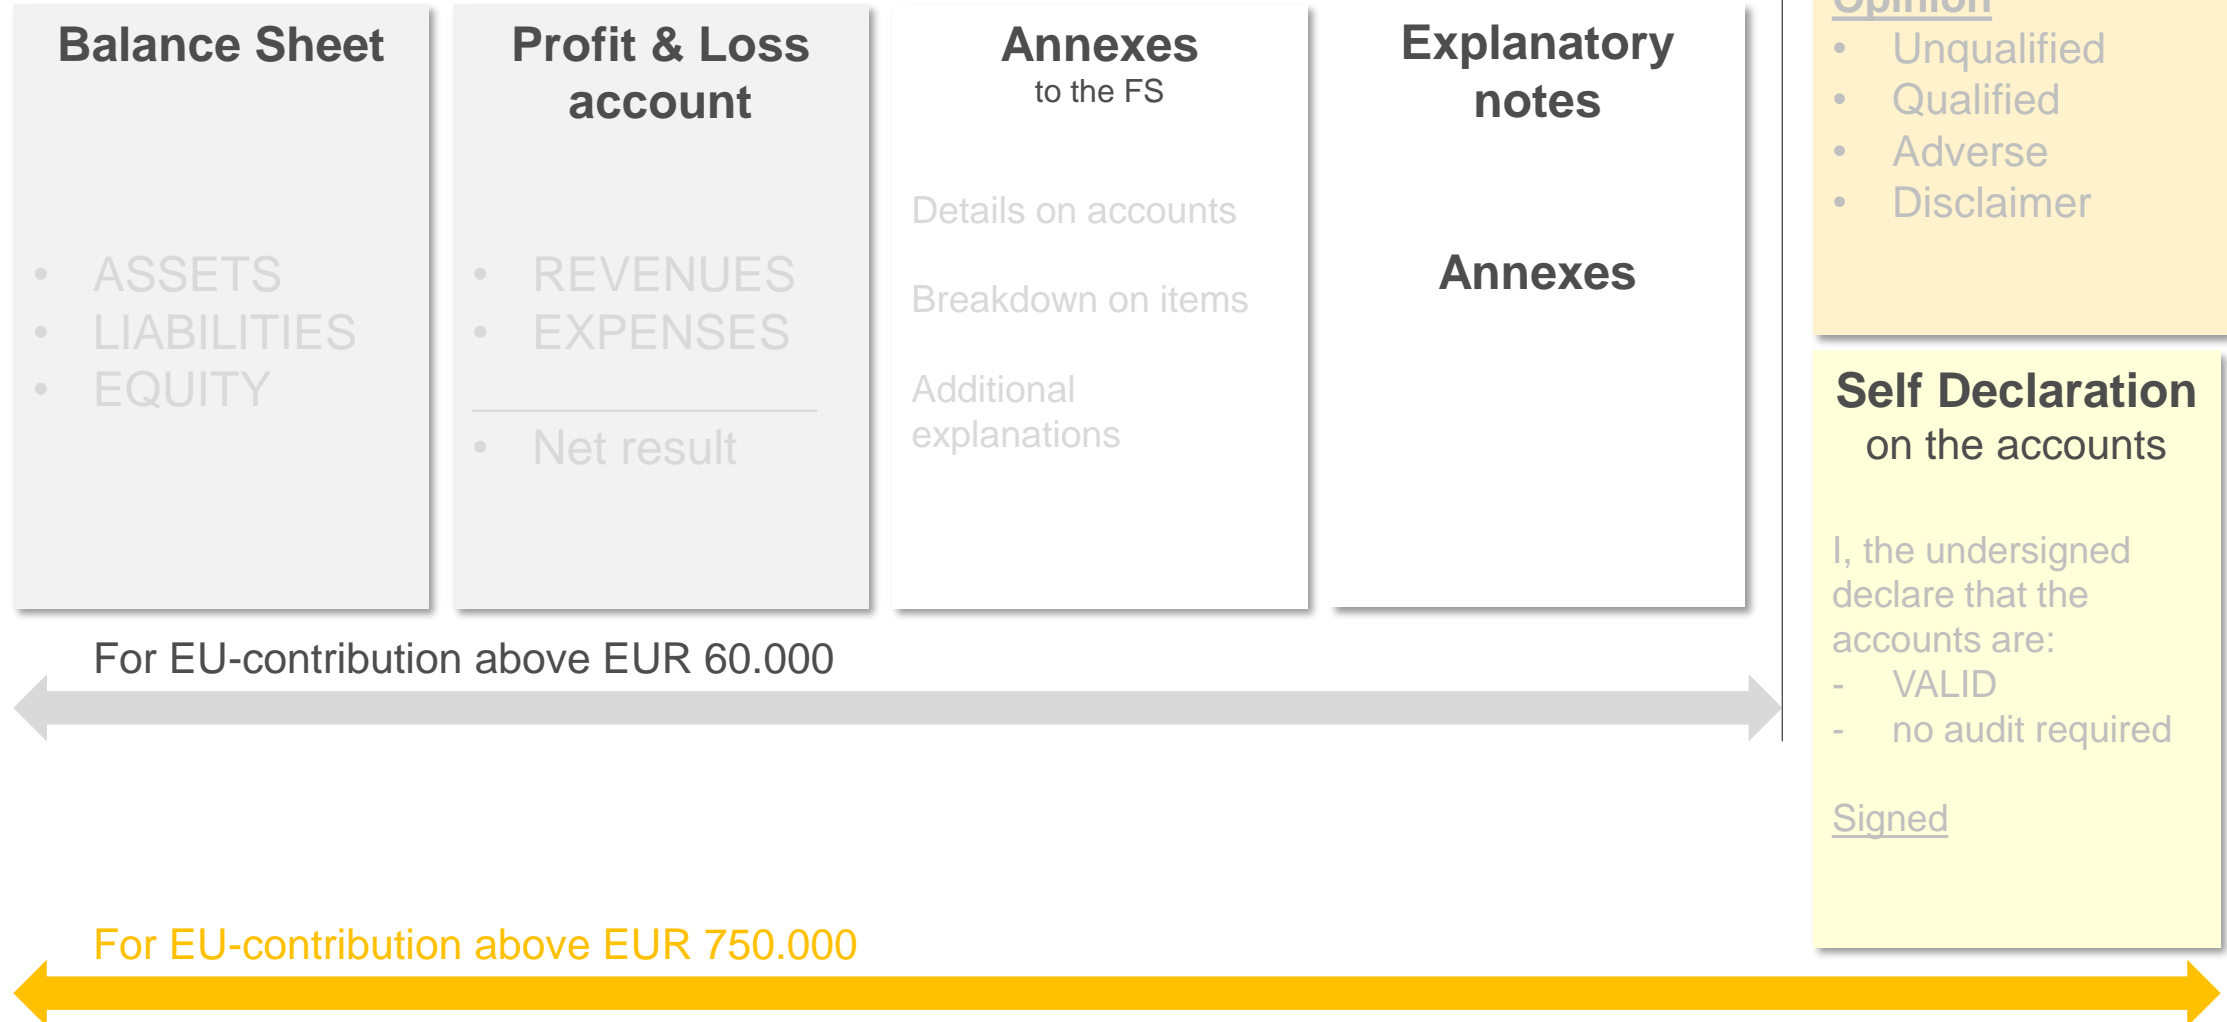 Balance Sheet
• ASSETS
• LIABILITIES
• EQUITY
Profit & Loss
account
• REVENUES
• EXPENSES
• Net result
Annexes
to the FS
Details on accounts
Breakdown on items
Additional
explanations
Explanatory
notes
Annexes
Opinion
• Unqualified
• Qualified
• Adverse
• Disclaimer
Self Declaration
on the accounts
I, the undersigned
declare that the
accounts are:
- VALID
- no audit required
Signed
For EU-contribution above EUR 60.000
For EU-contribution above EUR 750.000